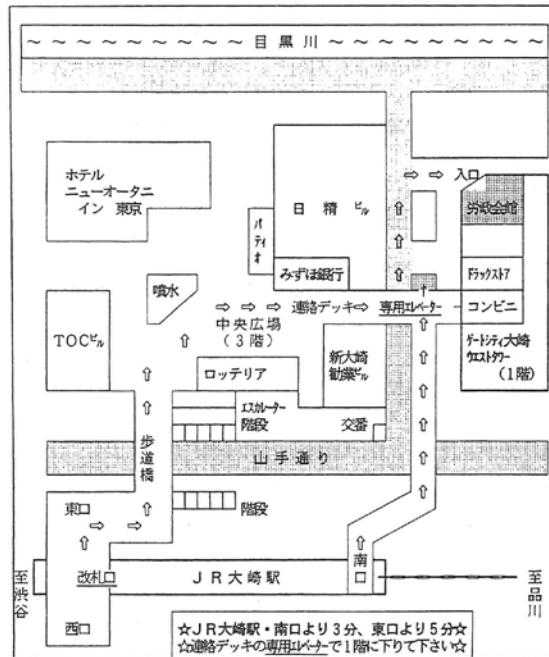 目黒川
ホテル
ニューオータニ
イン 東京
日精ビル
パティオ
みずほ銀行
入口
労政会館
ドラックストア
コンビニ
ゲートシティ大崎
ウエストタワー
(1階)
噴水
連絡デッキ
専用エレベーター
中央広場
(3階)
TOCビル
ロッテリア
新大崎
勧業ビル
エスカレーター
階段
交番
歩道橋
山手通り
東口
階段
至渋谷
改札口
JR大崎駅
南口
至品川
西口
☆JR大崎駅・南口より3分、東口より5分☆
☆連絡デッキの専用エレベーターで1階に下りて下さい☆